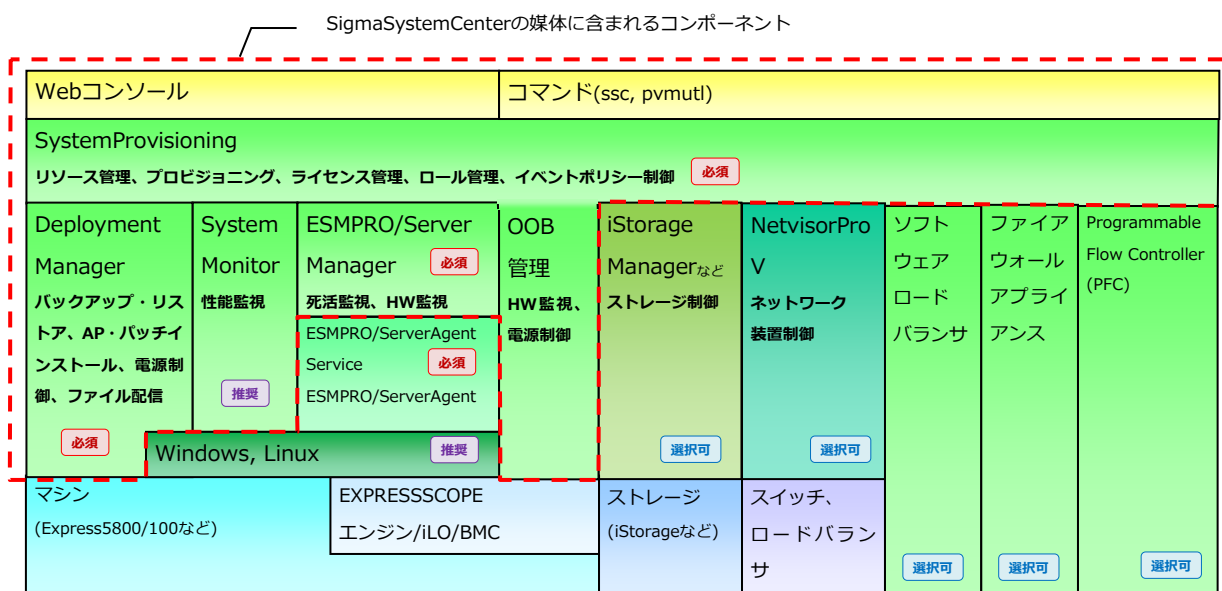 SigmaSystemCenterの媒体に含まれるコンポーネント
Webコンソール
コマンド(ssc, pvmutl)
SystemProvisioning
リソース管理、プロビジョニング、ライセンス管理、ロール管理、イベントポリシー制御 必須
Deployment
Manager
バックアップ・リス
トア、AP・パッチイ
ンストール、電源制
御、ファイル配信
必須
System
Monitor
性能監視
推奨
ESMPRO/Server
Manager 必須
死活監視、HW監視
ESMPRO/ServerAgent
Service 必須
ESMPRO/ServerAgent
Windows, Linux 推奨
OOB
管理
HW監視、
電源制御
iStorage
Managerなど
ストレージ制御
選択可
NetvisorPro
V
ネットワーク
装置制御
選択可
ソフト
ウェア
ロード
バランサ
選択可
ファイア
ウォール
アプライ
アンス
選択可
Programmable
Flow Controller
(PFC)
選択可
マシン
(Express5800/100など)
EXPRESSSCOPE
エンジン/iLO/BMC
ストレージ
(iStorageなど)
スイッチ、
ロードバラン
サ